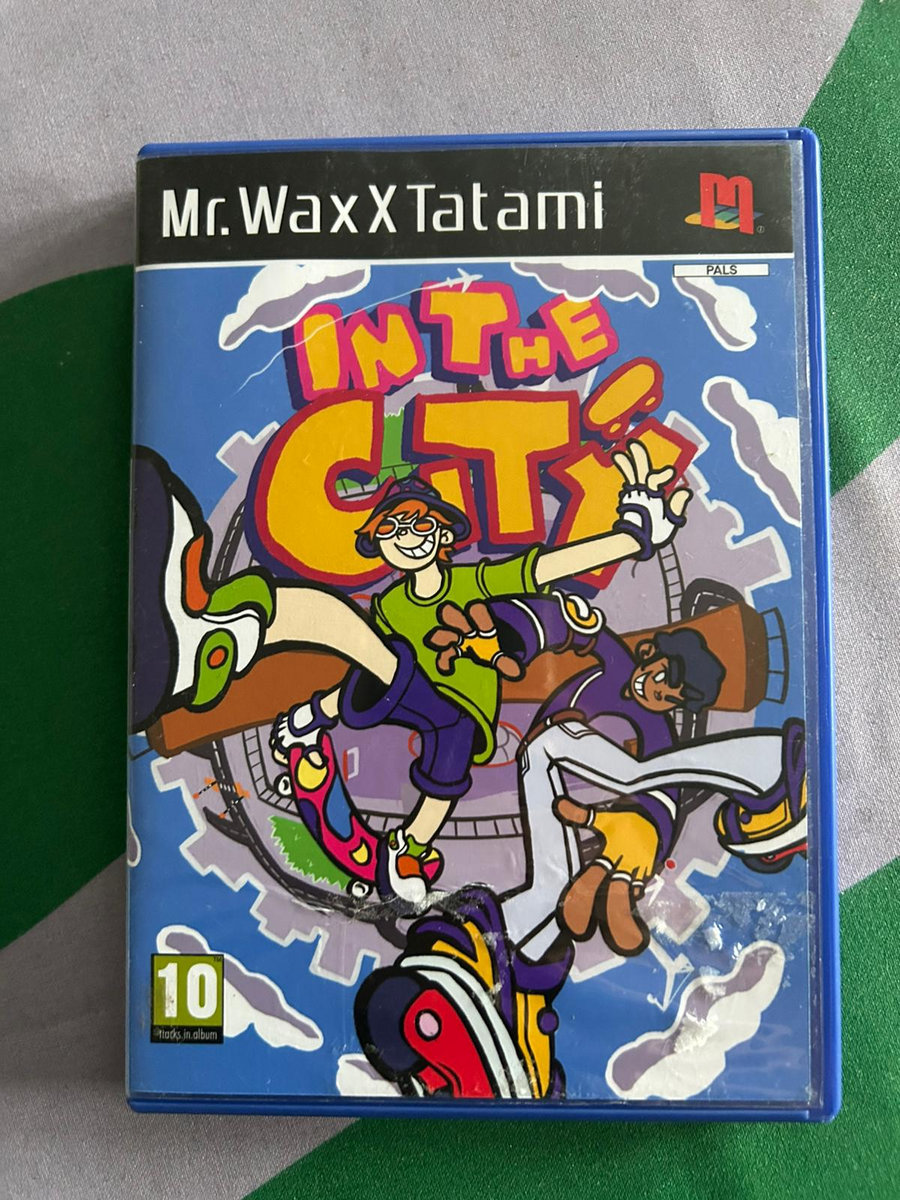 Mr. Wax X Tatami
PALS
IN THE
CITY
10
tracks in album